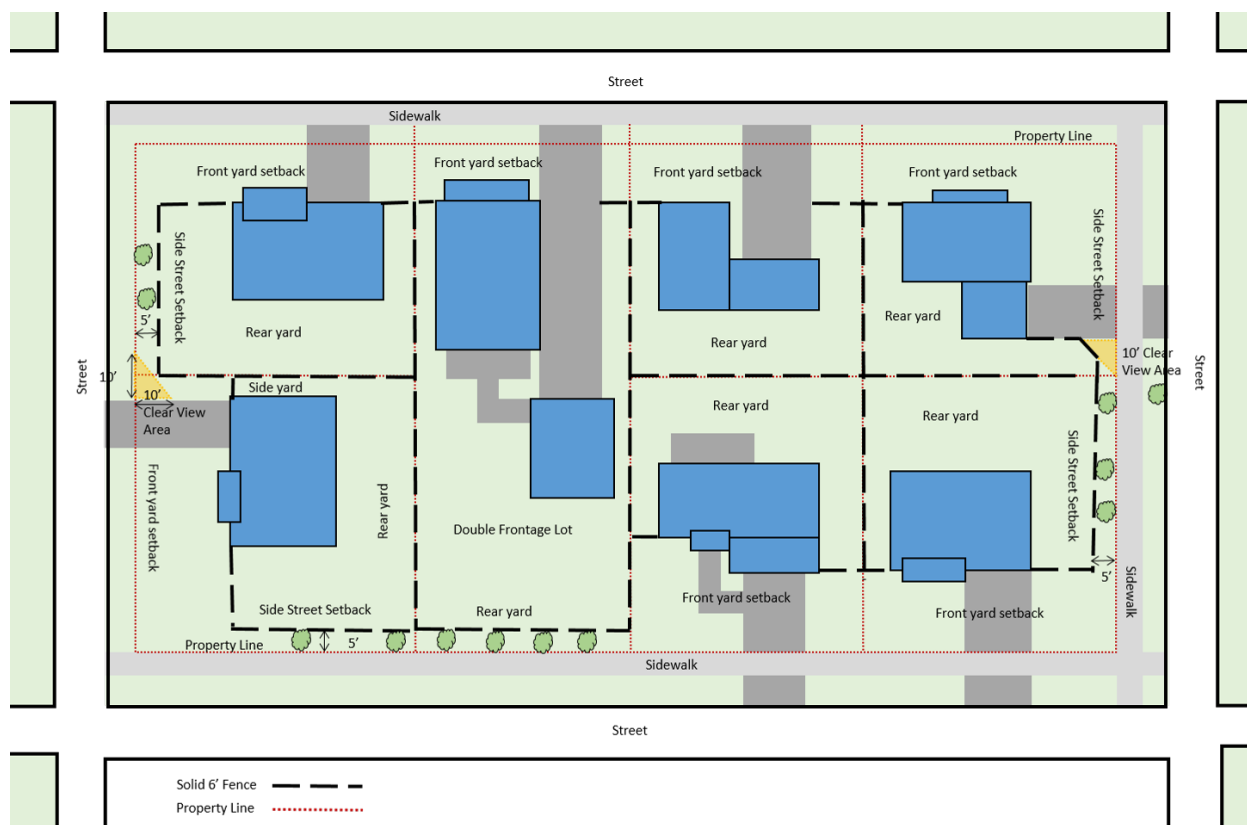 Street
Sidewalk
Property Line
Front yard setback
Front yard setback
Front yard setback
Front yard setback
Side Street Setback
Side Street Setback
5’
Rear yard
Rear yard
Rear yard
Street
10’
10’
Clear View
Area
Side yard
10’ Clear
View Area
Street
Rear yard
Rear yard
Front yard setback
Rear yard
Side Street Setback
Double Frontage Lot
5’
Sidewalk
Side Street Setback
Rear yard
Front yard setback
Front yard setback
Property Line
5’
Sidewalk
Street
Solid 6’ Fence
Property Line